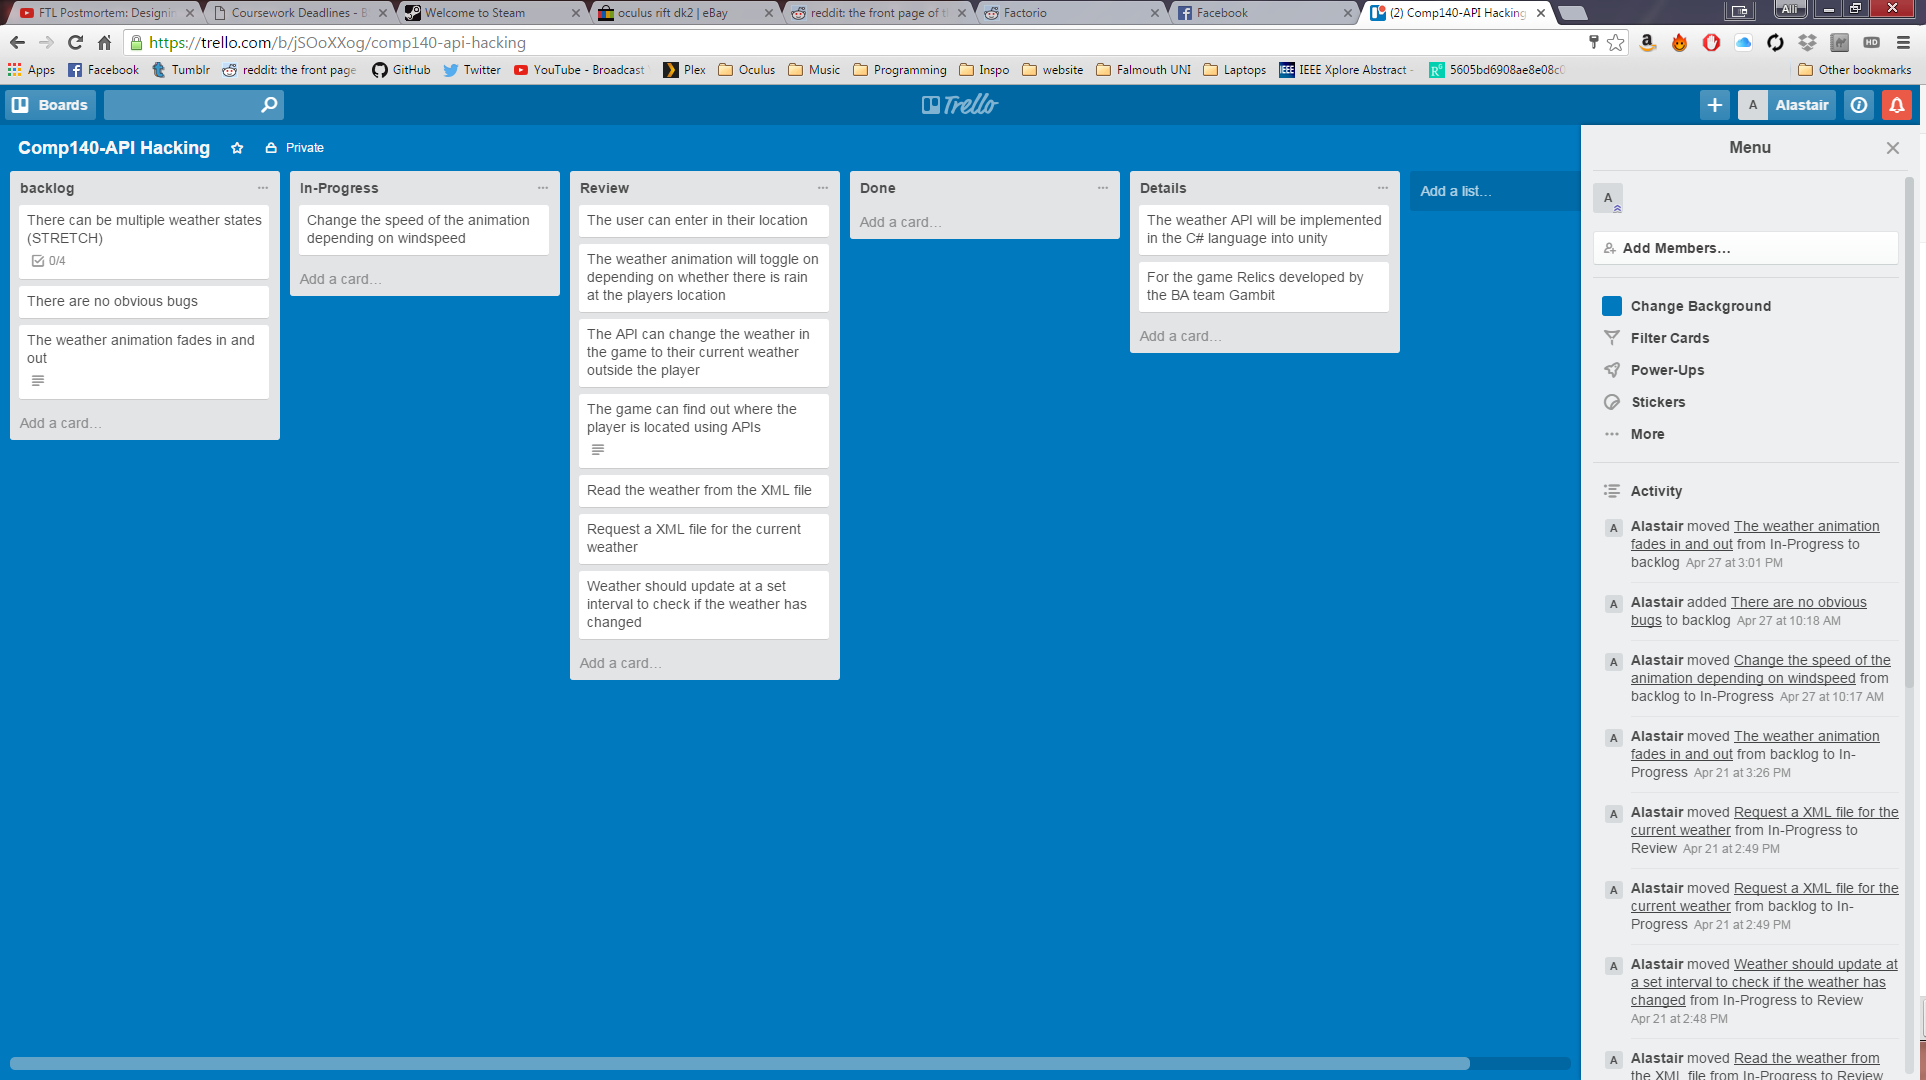 FTL Postmortem: Designin
Coursework Deadlines - B
Welcome to Steam
oculus rift dk2 | eBay
reddit: the front page of t
Factorio
Facebook
(2) Comp140-API Hacking
Alli
https://trello.com/b/jSOoXXog/comp140-api-hacking
Apps
Facebook
Tumblr
reddit: the front page
GitHub
Twitter
YouTube - Broadcast
Plex
Oculus
Music
Programming
Inspo
website
Falmouth UNI
Laptops
IEEE Xplore Abstract -
5605bd6908ae8e08c0
Other bookmarks
Boards
Trello
A Alastair
Comp140-API Hacking
Private
backlog
There can be multiple weather states
(STRETCH)
0/4
There are no obvious bugs
The weather animation fades in and
out
Add a card…
In-Progress
Change the speed of the animation
depending on windspeed
Add a card…
Review
The user can enter in their location
The weather animation will toggle on
depending on whether there is rain
at the players location
The API can change the weather in
the game to their current weather
outside the player
The game can find out where the
player is located using APIs
Read the weather from the XML file
Request a XML file for the current
weather
Weather should update at a set
interval to check if the weather has
changed
Add a card…
Done
Add a card…
Details
The weather API will be implemented
in the C# language into unity
For the game Relics developed by
the BA team Gambit
Add a card…
Add a list…
Menu
A
Add Members…
Change Background
Filter Cards
Power-Ups
Stickers
More
Activity
A Alastair moved The weather animation
fades in and out from In-Progress to
backlog Apr 27 at 3:01 PM
A Alastair added There are no obvious
bugs to backlog Apr 27 at 10:18 AM
A Alastair moved Change the speed of the
animation depending on windspeed from
backlog to In-Progress Apr 27 at 10:17 AM
A Alastair moved The weather animation
fades in and out from backlog to In-
Progress Apr 21 at 3:26 PM
A Alastair moved Request a XML file for the
current weather from In-Progress to
Review Apr 21 at 2:49 PM
A Alastair moved Request a XML file for the
current weather from backlog to In-
Progress Apr 21 at 2:49 PM
A Alastair moved Weather should update at
a set interval to check if the weather has
changed from In-Progress to Review
Apr 21 at 2:48 PM
A Alastair moved Read the weather from
the XML file from In-Progress to Review